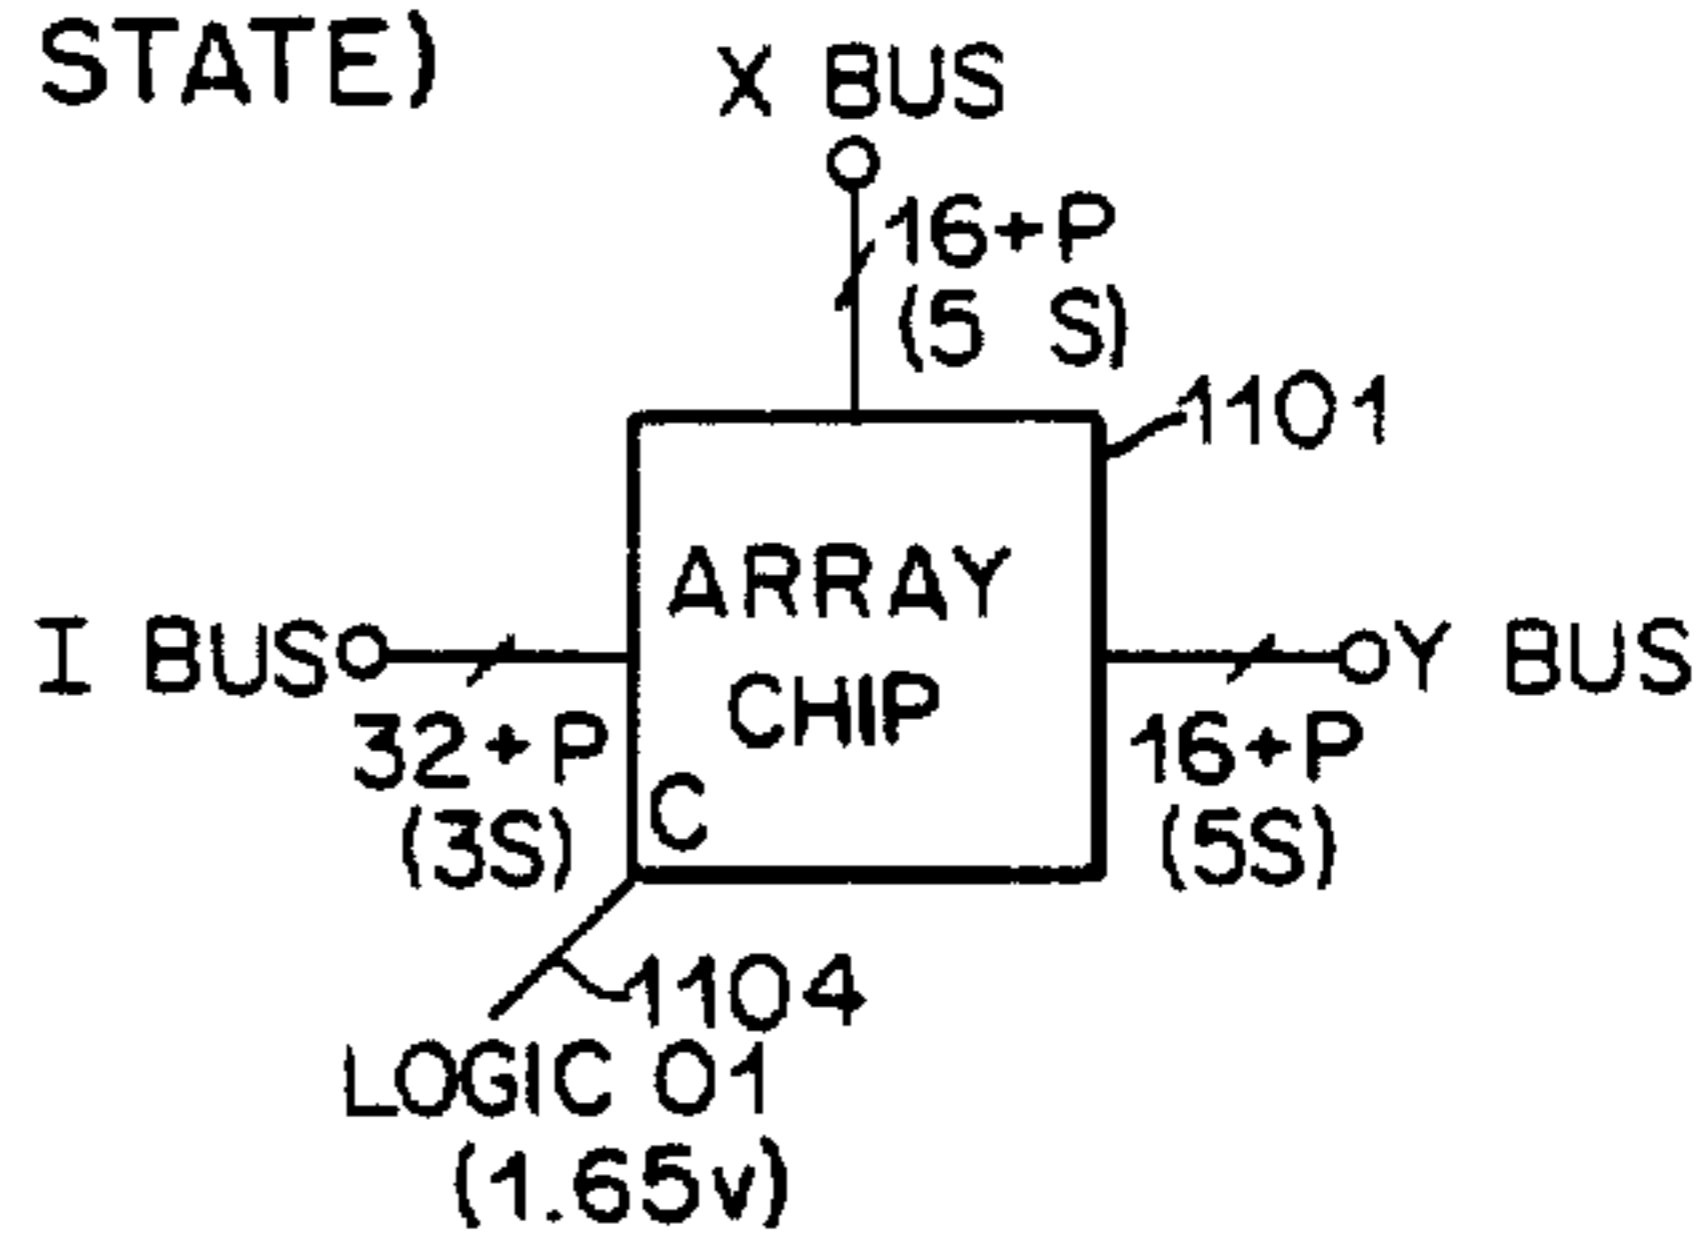 STATE)
X BUS
16+P
(5 S)
1101
ARRAY
CHIP
I BUS
32+P
(3S)
C
Y BUS
16+P
(5S)
1104
LOGIC 01
(1.65v)